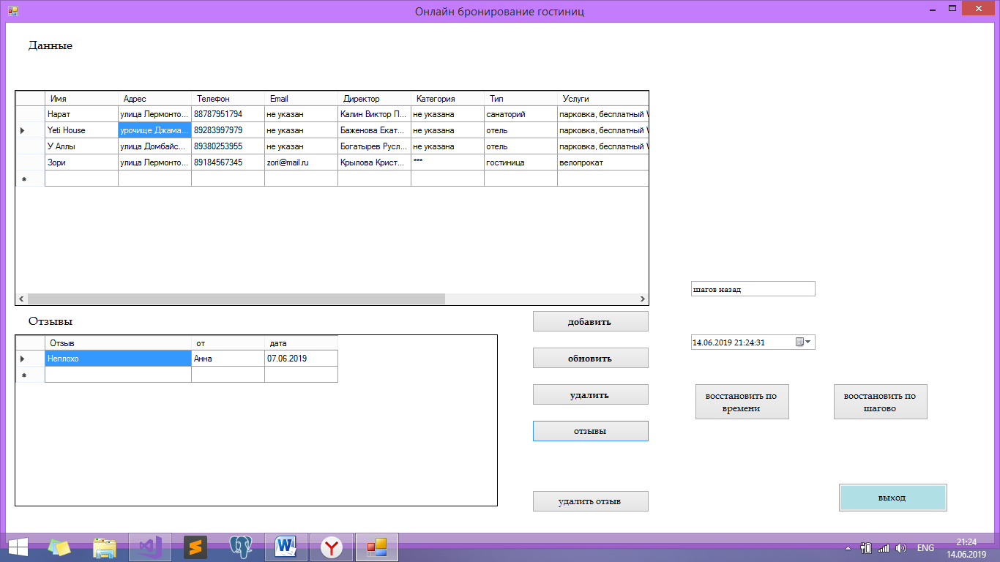 Онлайн бронирование гостиниц
Данные
Имя Адрес Телефон Email Директор Категория Тип Услуги
Нарат улица Лермонто... 88787951794 не указан Калин Виктор П... не указана санаторий парковка, бесплатный
Yeti House урочище Джама... 89283997979 не указан Баженова Екат... не указана отель парковка, бесплатный
У Аллы улица Домбайс... 89380253955 не указан Богатырев Русл... не указана отель парковка, бесплатный
Зори улица Лермонто... 89184567345 zori@mail.ru Крылова Крист... *** гостиница велопрокат
шагов назад
Отзывы
добавить
Отзыв от дата
14.06.2019 21:24:31
Неплохо Анна 07.06.2019
обновить
удалить
восстановить по
времени
воостановить по
шагово
отзывы
удалить отзыв
выход
ENG
21:24
14.06.2019